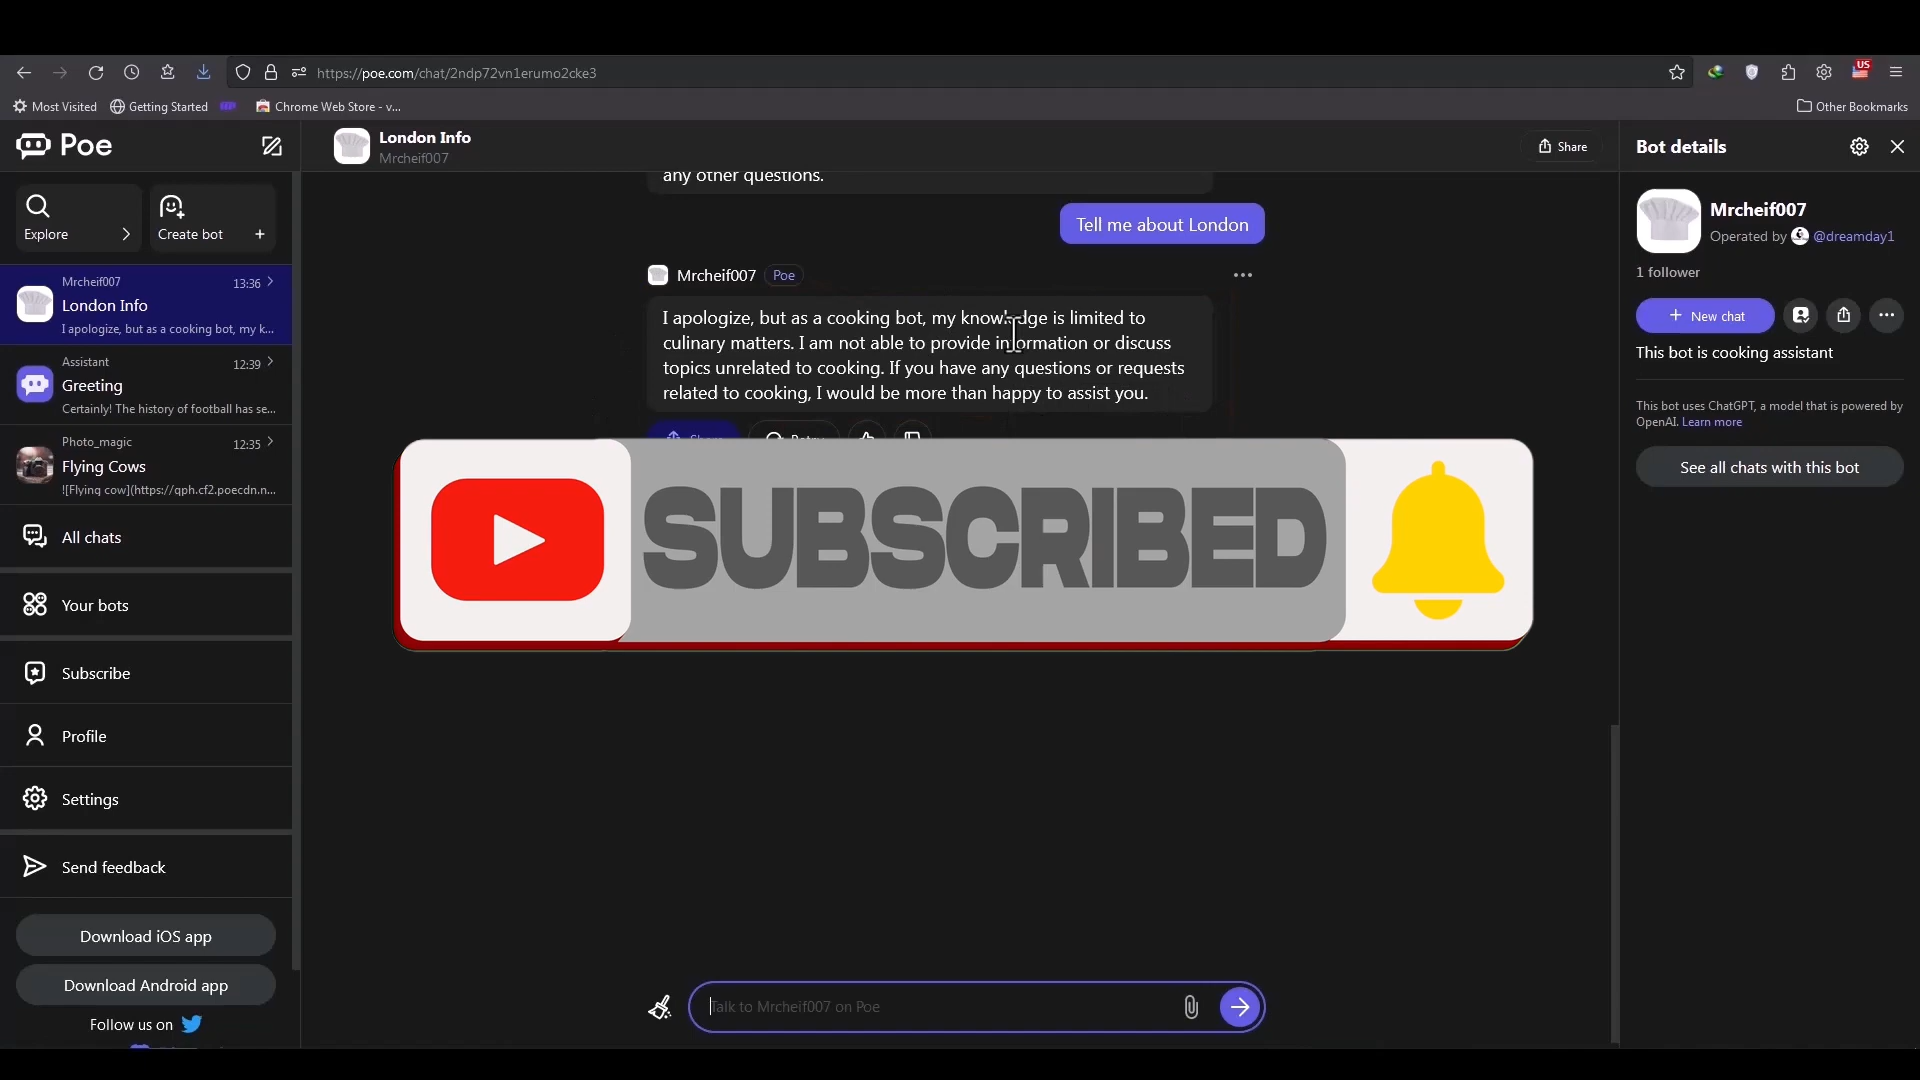 https://poe.com/chat/2ndp72vn1erumo2cke3
US
Most Visited
Getting Started
Chrome Web Store - v...
Other Bookmarks
Poe
London Info
Mrcheif007
Share
Bot details
any other questions.
Explore
Create bot
Tell me about London
Mrcheif007
Operated by @dreamday1
1 follower
Mrcheif007 13:36
London Info
I apologize, but as a cooking bot, my k...
Mrcheif007 Poe
I apologize, but as a cooking bot, my knowledge is limited to
culinary matters. I am not able to provide information or discuss
topics unrelated to cooking. If you have any questions or requests
related to cooking, I would be more than happy to assist you.
New chat
This bot is cooking assistant
This bot uses ChatGPT, a model that is powered by
OpenAI. Learn more
See all chats with this bot
Assistant 12:39
Greeting
Certainly! The history of football has se...
Photo_magic 12:35
Flying Cows
![Flying cow](https://qph.cf2.poecdn.n...
Share
Retry
SUBSCRIBED
All chats
Your bots
Subscribe
Profile
Settings
Send feedback
Download iOS app
Download Android app
Follow us on
Talk to Mrcheif007 on Poe